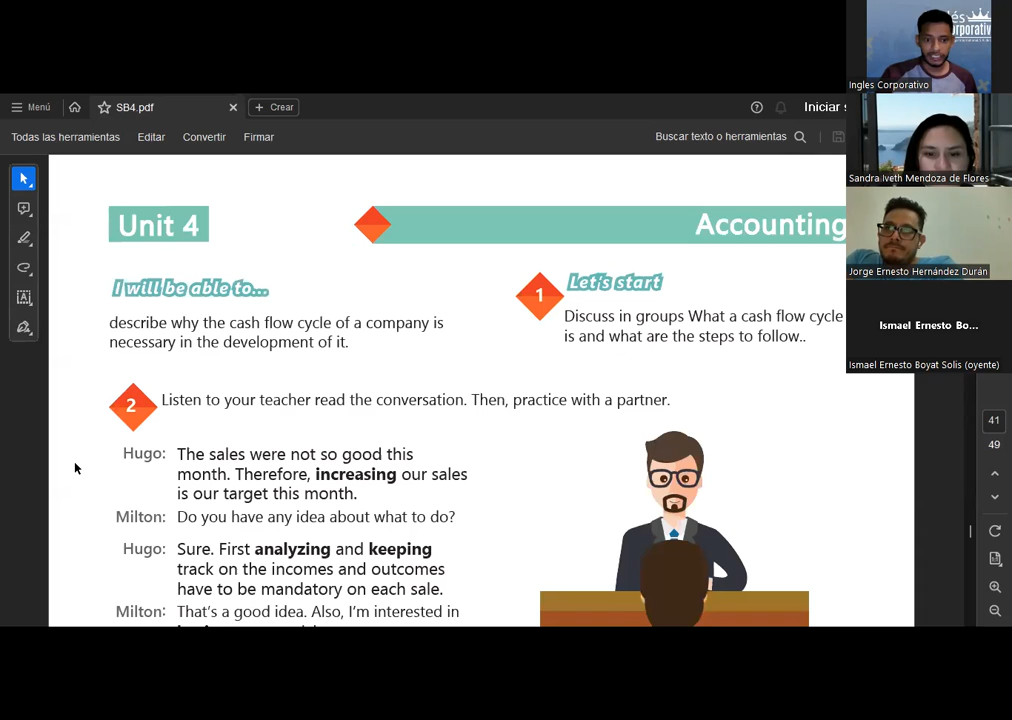 Inglés
Corporativo
Ingles Corporativo
Menú
SB4.pdf
Crear
Iniciar s
Todas las herramientas
Editar
Convertir
Firmar
Buscar texto o herramientas
Sandra Iveth Mendoza de Flores
Unit 4
Accounting
Jorge Ernesto Hernández Durán
I will be able to...
describe why the cash flow cycle of a company is
necessary in the development of it.
1
Let's start
Discuss in groups What a cash flow cycle
is and what are the steps to follow..
Ismael Ernesto Bo...
Ismael Ernesto Boyat Solis (oyente)
2
Listen to your teacher read the conversation. Then, practice with a partner.
Hugo: The sales were not so good this
month. Therefore, increasing our sales
is our target this month.
Milton: Do you have any idea about what to do?
Hugo: Sure. First analyzing and keeping
track on the incomes and outcomes
have to be mandatory on each sale.
Milton: That's a good idea. Also, I'm interested in
41
49